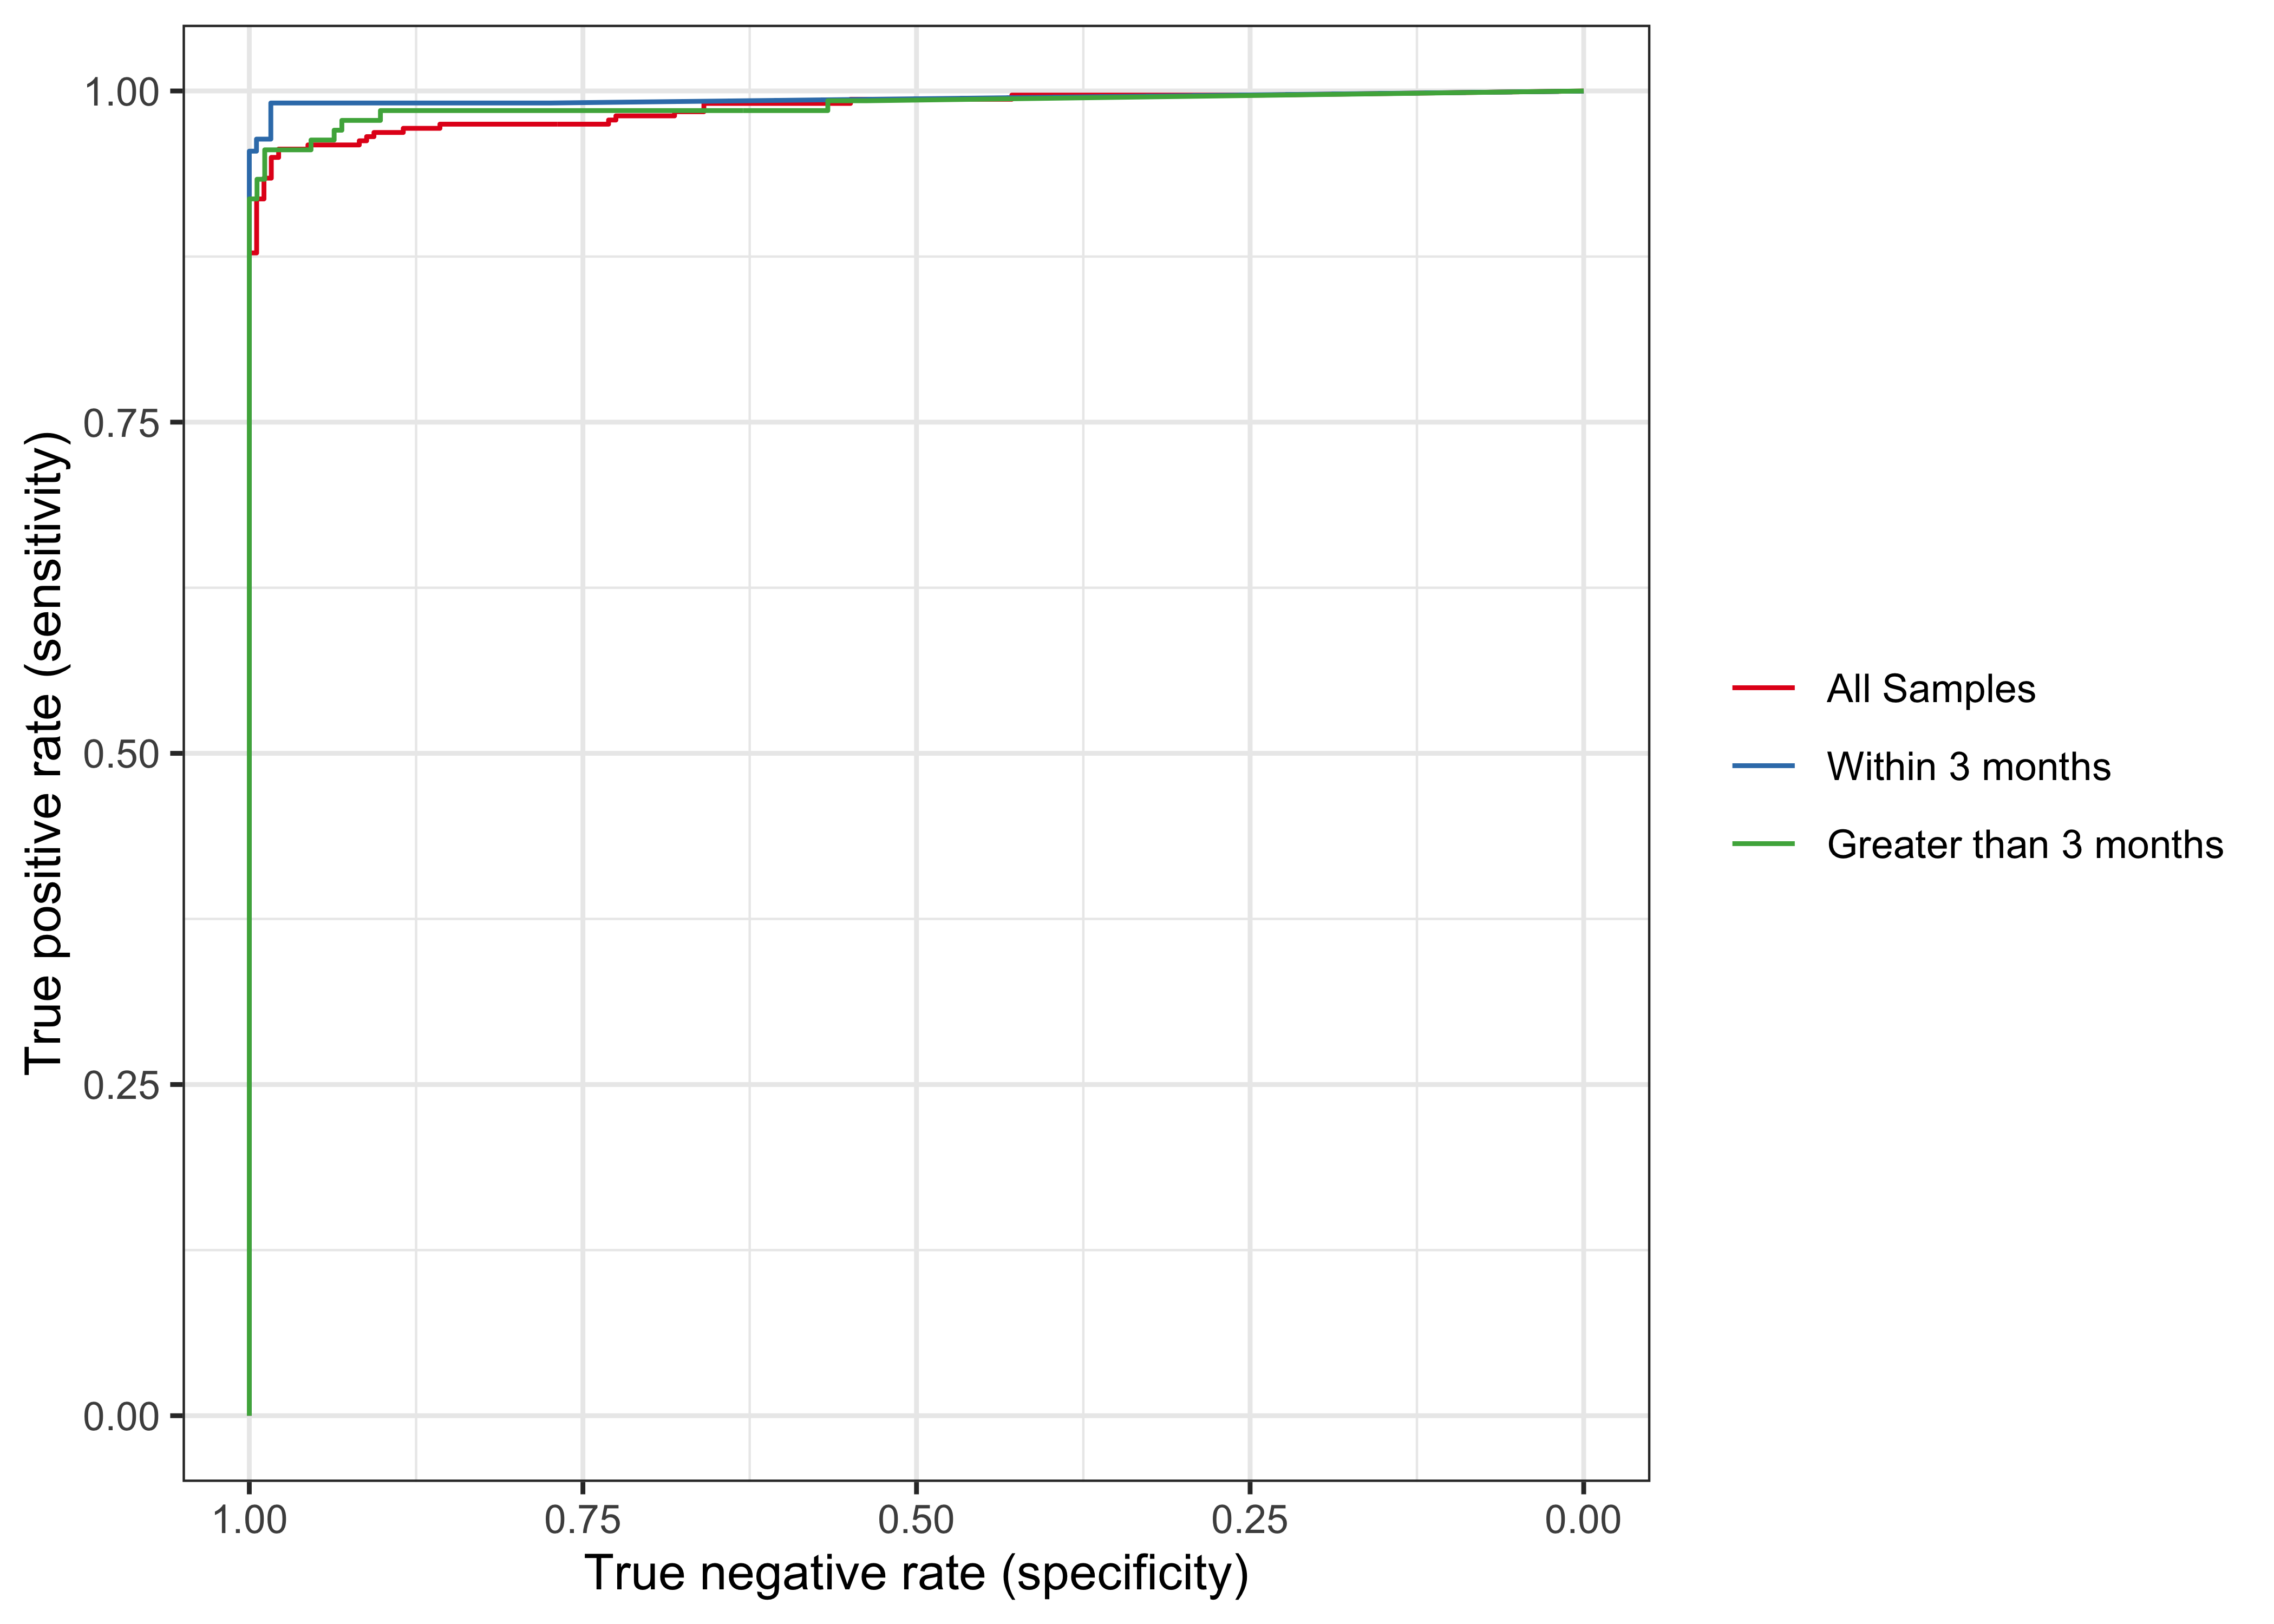 True positive rate (sensitivity)
1.00
0.75
0.50
0.25
0.00
1.00 0.75 0.50 0.25 0.00
True negative rate (specificity)
All Samples
Within 3 months
Greater than 3 months